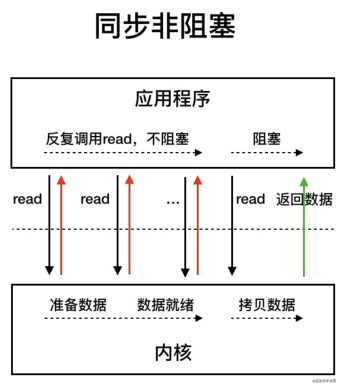 同步非阻塞
应用程序
反复调用read，不阻塞 阻塞
read read ... read 返回数据
准备数据 数据就绪 拷贝数据
内核